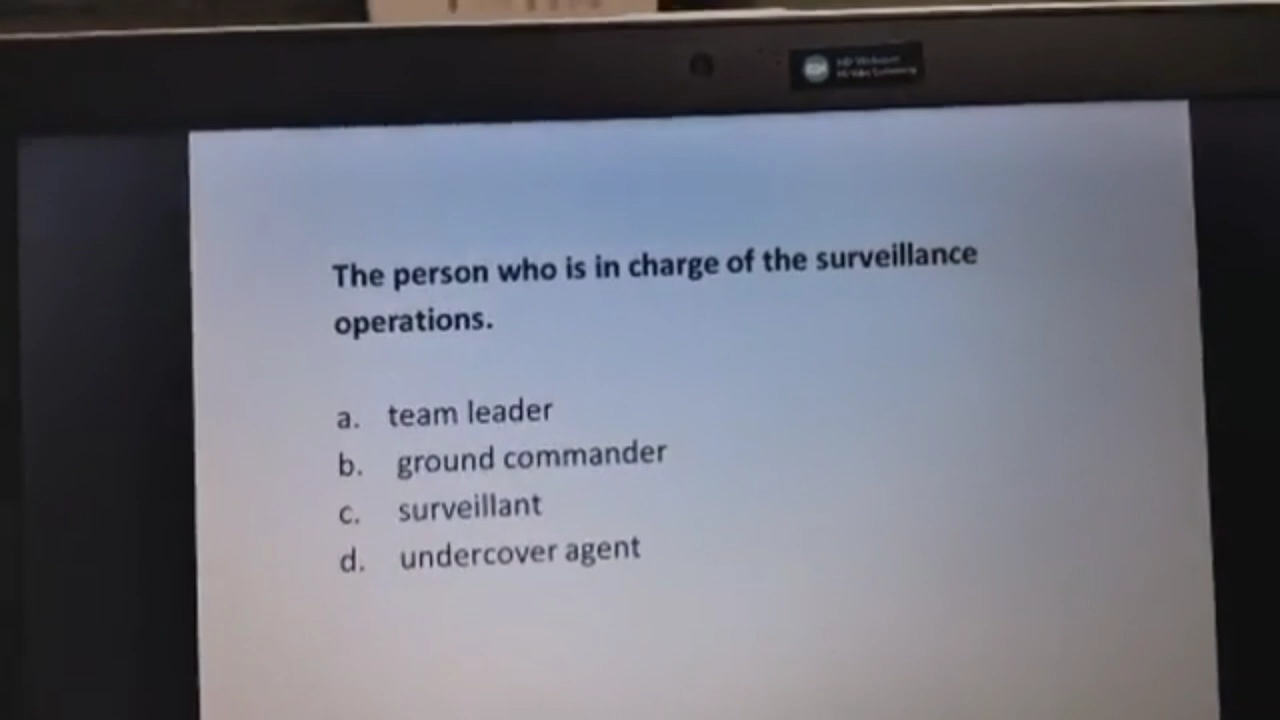 The person who is in charge of the surveillance
operations.
a. team leader
b. ground commander
c. surveillant
d. undercover agent